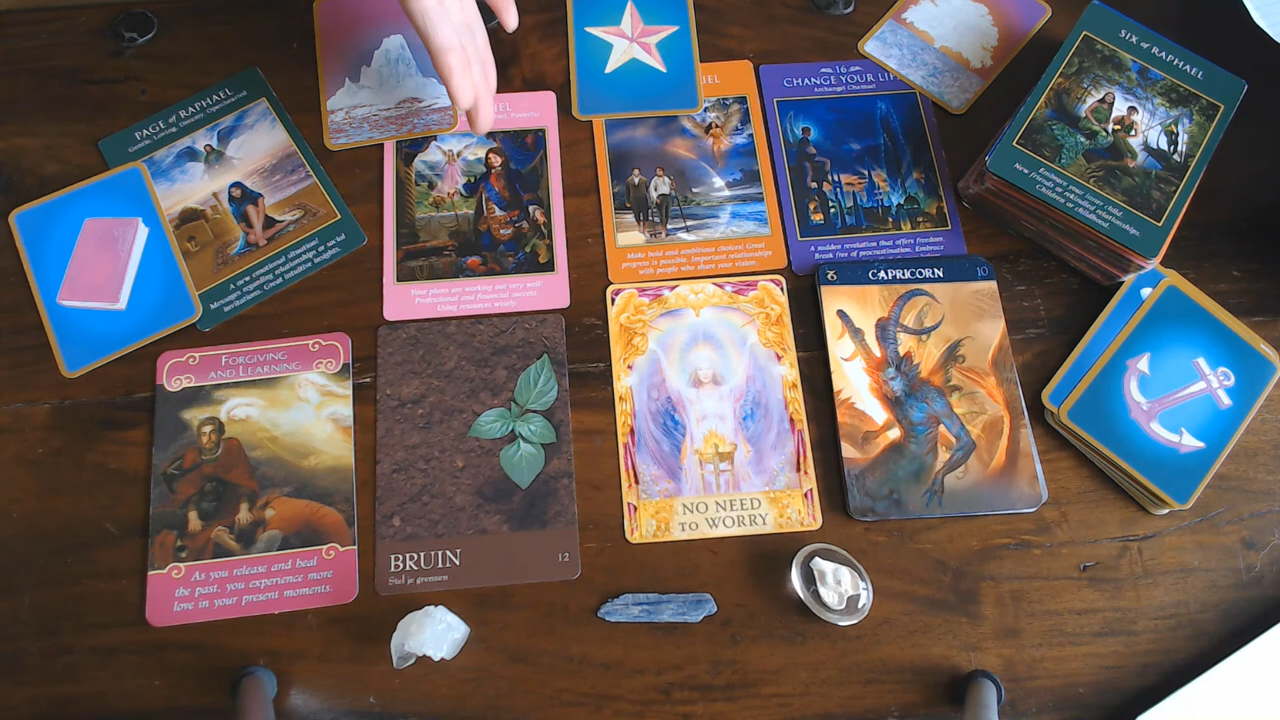 PAGE of RAPHAEL
Gentle, Loving, Dreamy, Openhearted
A new emotional situation!
Messages regarding relationships or social
invitations. Great intuitive insights.
Powerful
Your plans are working out very well!
Professional and financial success.
Using resources wisely.
Make bold and ambitious choices! Great
progress is possible. Important relationships
with people who share your vision.
16
CHANGE YOUR
Archangel Chamuel
A sudden revelation that offers freedom.
Break free of procrastination. Embrace
SIX of RAPHAEL
Embrace your inner child.
New friends or rekindled relationships.
Children or childhood.
FORGIVING
AND LEARNING
As you release and heal
the past, you experience more
love in your present moments.
BRUIN
12
Stel je grenzen
NO NEED
TO WORRY
CAPRICORN
10